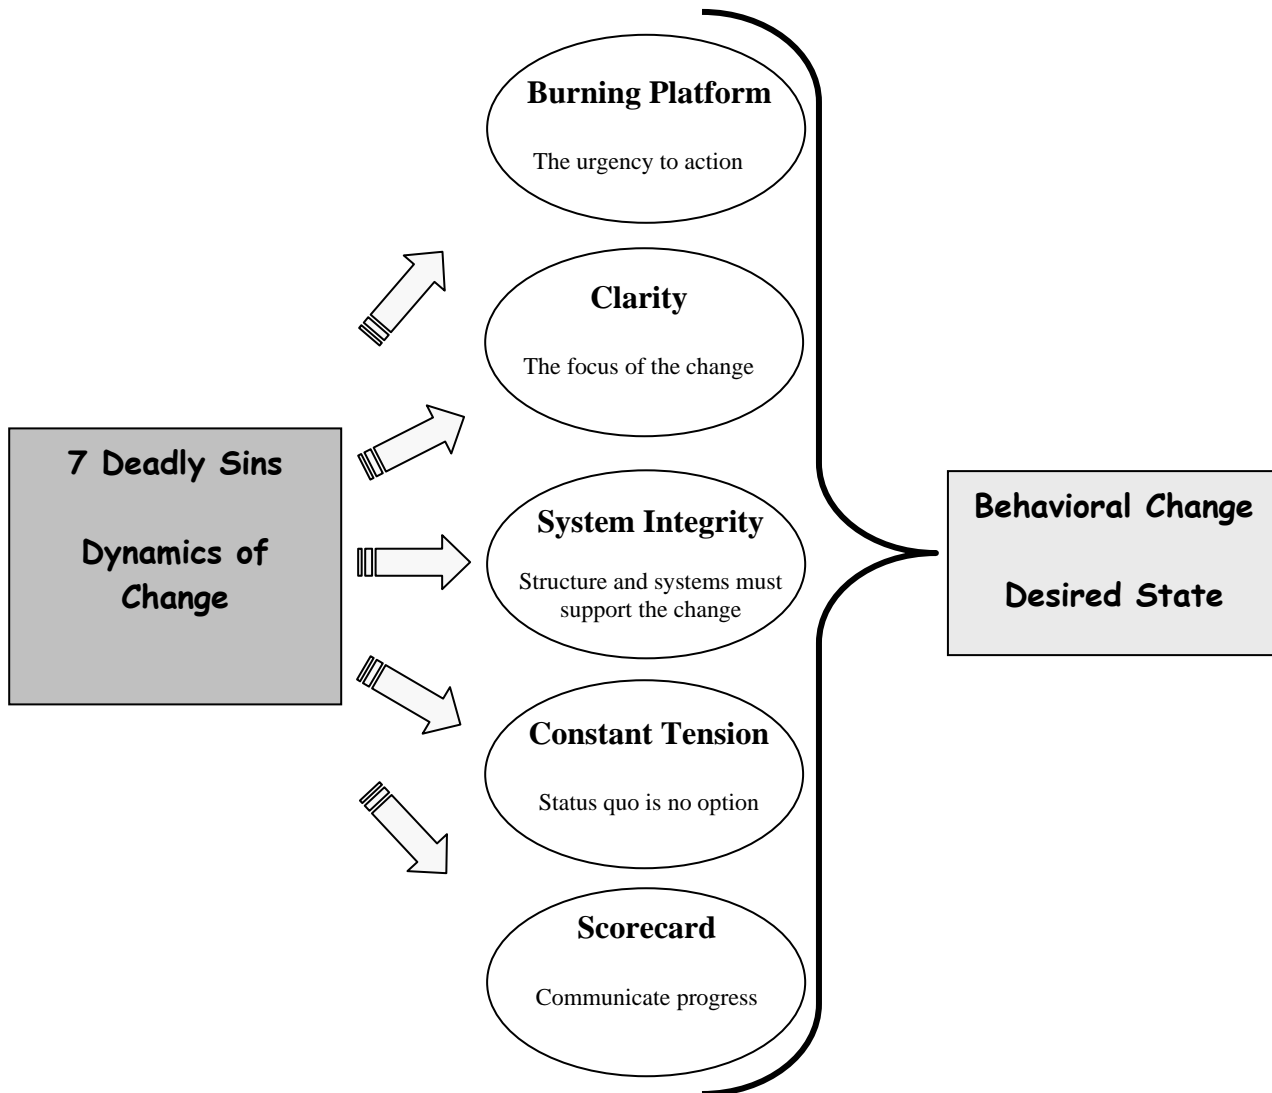 7 Deadly Sins
Dynamics of
Change
Burning Platform
The urgency to action
Clarity
The focus of the change
System Integrity
Structure and systems must
support the change
Constant Tension
Status quo is no option
Scorecard
Communicate progress
Behavioral Change
Desired State